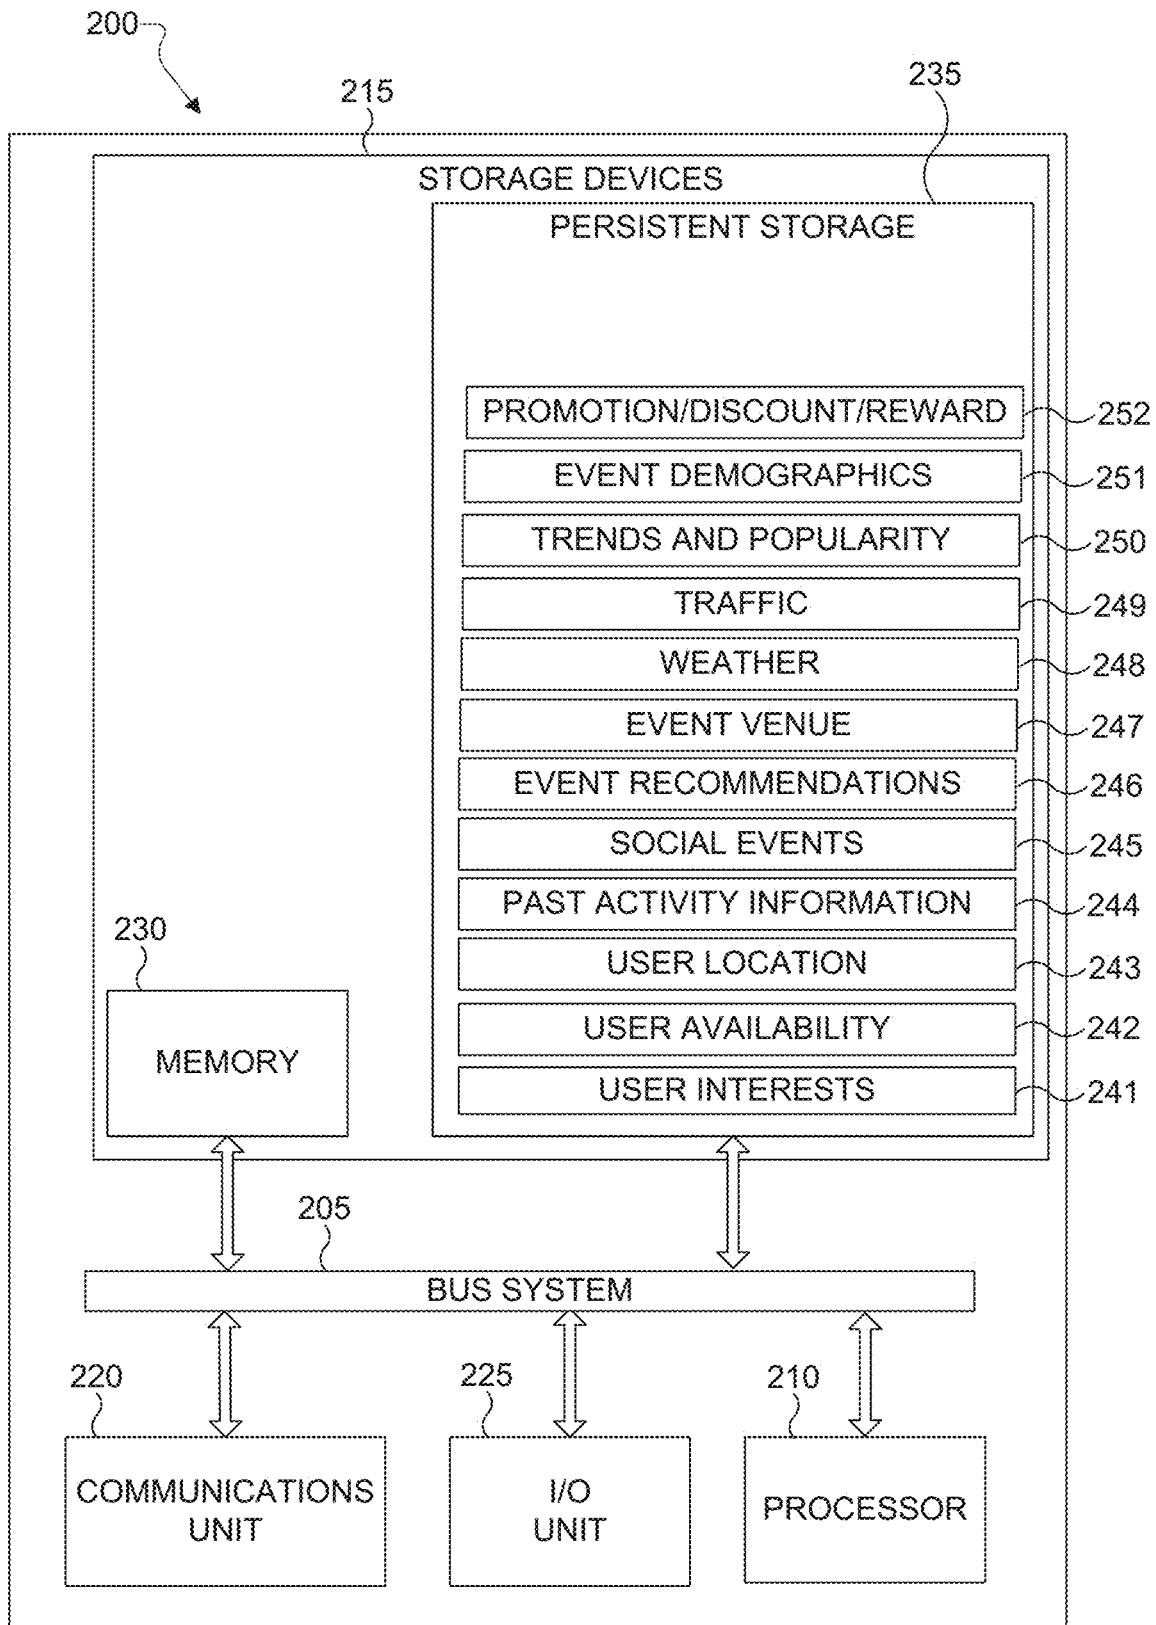 200
215
235
STORAGE DEVICES
PERSISTENT STORAGE
PROMOTION/DISCOUNT/REWARD 252
EVENT DEMOGRAPHICS 251
TRENDS AND POPULARITY 250
TRAFFIC 249
WEATHER 248
EVENT VENUE 247
EVENT RECOMMENDATIONS 246
SOCIAL EVENTS 245
PAST ACTIVITY INFORMATION 244
USER LOCATION 243
USER AVAILABILITY 242
USER INTERESTS 241
230
MEMORY
205
BUS SYSTEM
220
COMMUNICATIONS
UNIT
225
I/O
UNIT
210
PROCESSOR